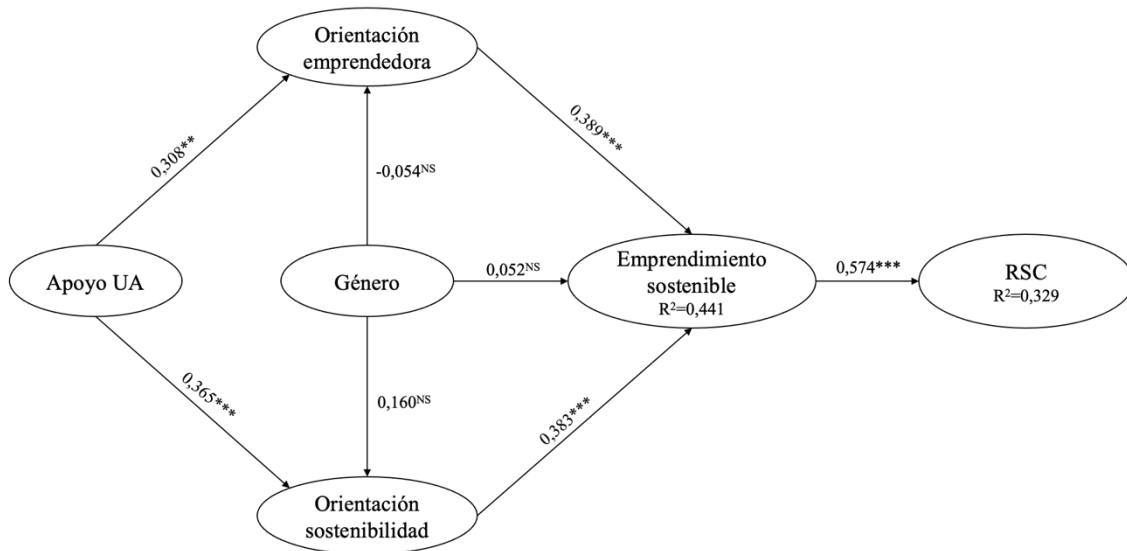 Orientación
emprendedora
0,308**
0,389***
-0,054ᴺˢ
Apoyo UA
Género
0,052ᴺˢ
Emprendimiento
sostenible
R²=0,441
0,574***
RSC
R²=0,329
0,365***
0,160ᴺˢ
0,383***
Orientación
sostenibilidad